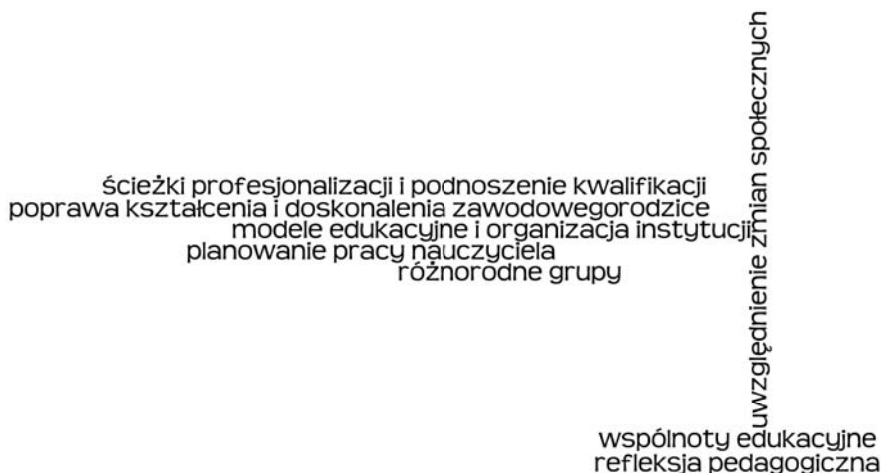 uwzględnienie zmian społecznych
ścieżki profesjonalizacji i podnoszenie kwalifikacji
poprawa kształcenia i doskonalenia zawodowegorodzice
modele edukacyjne i organizacja instytucji
planowanie pracy nauczyciela
różnorodne grupy
wspólnoty edukacyjne
refleksja pedagogiczna